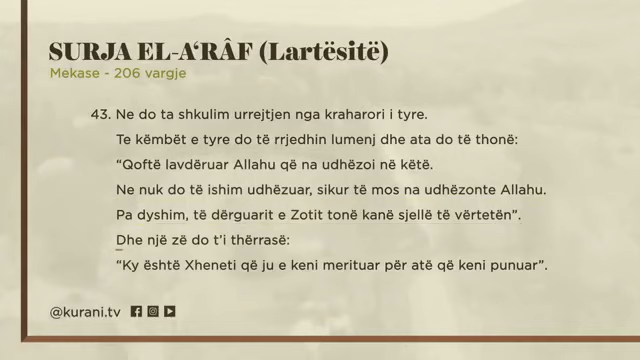 SURJA EL-A‘RÂF (Lartësitë)
Mekase - 206 vargje
43. Ne do ta shkulim urrejtjen nga kraharori i tyre.
Te këmbët e tyre do të rrjedhin lumenj dhe ata do të thonë:
“Qoftë lavdëruar Allahu që na udhëzoi në këtë.
Ne nuk do të ishim udhëzuar, sikur të mos na udhëzonte Allahu.
Pa dyshim, të dërguarit e Zotit tonë kanë sjellë të vërtetën”.
Dhe një zë do t’i thërrasë:
“Ky është Xheneti që ju e keni merituar për atë që keni punuar”.
@kurani.tv